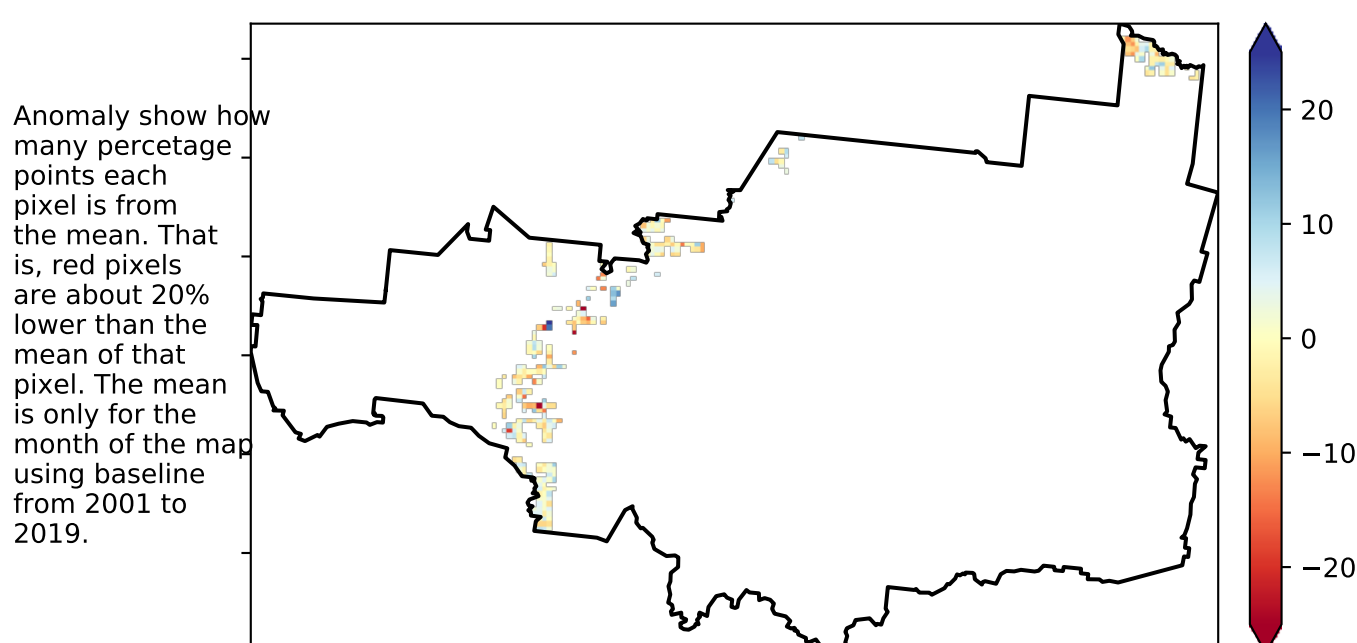 Anomaly show how
many percetage
points each
pixel is from
the mean. That
is, red pixels
are about 20%
lower than the
mean of that
pixel. The mean
is only for the
month of the map
using baseline
from 2001 to
2019.
20
10
0
−10
−20